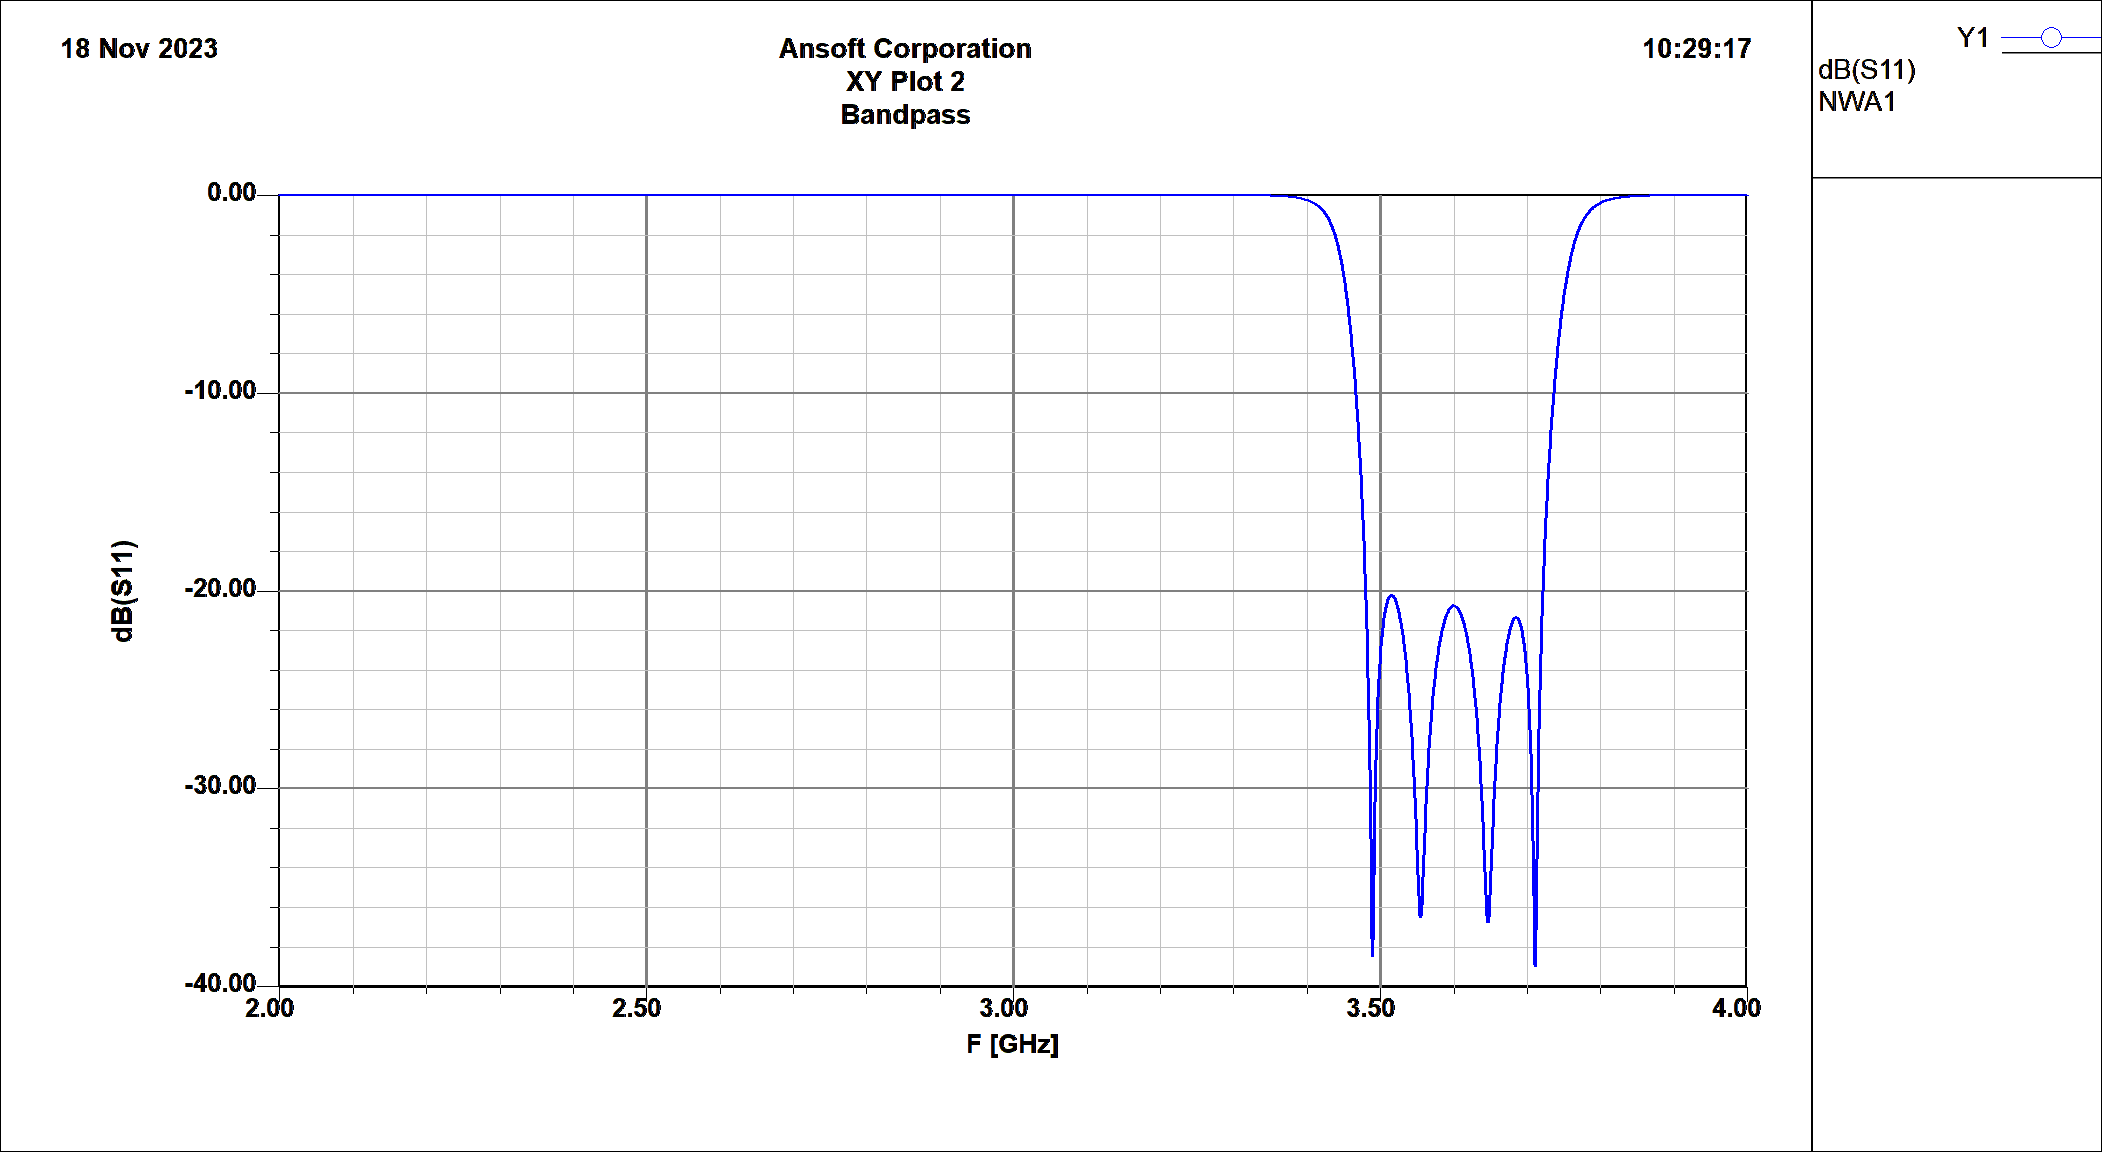 18 Nov 2023
Ansoft Corporation
10:29:17
XY Plot 2
Bandpass
Y1
dB(S11)
NWA1
0.00
-10.00
-20.00
-30.00
-40.00
dB(S11)
2.00
2.50
3.00
3.50
4.00
F [GHz]